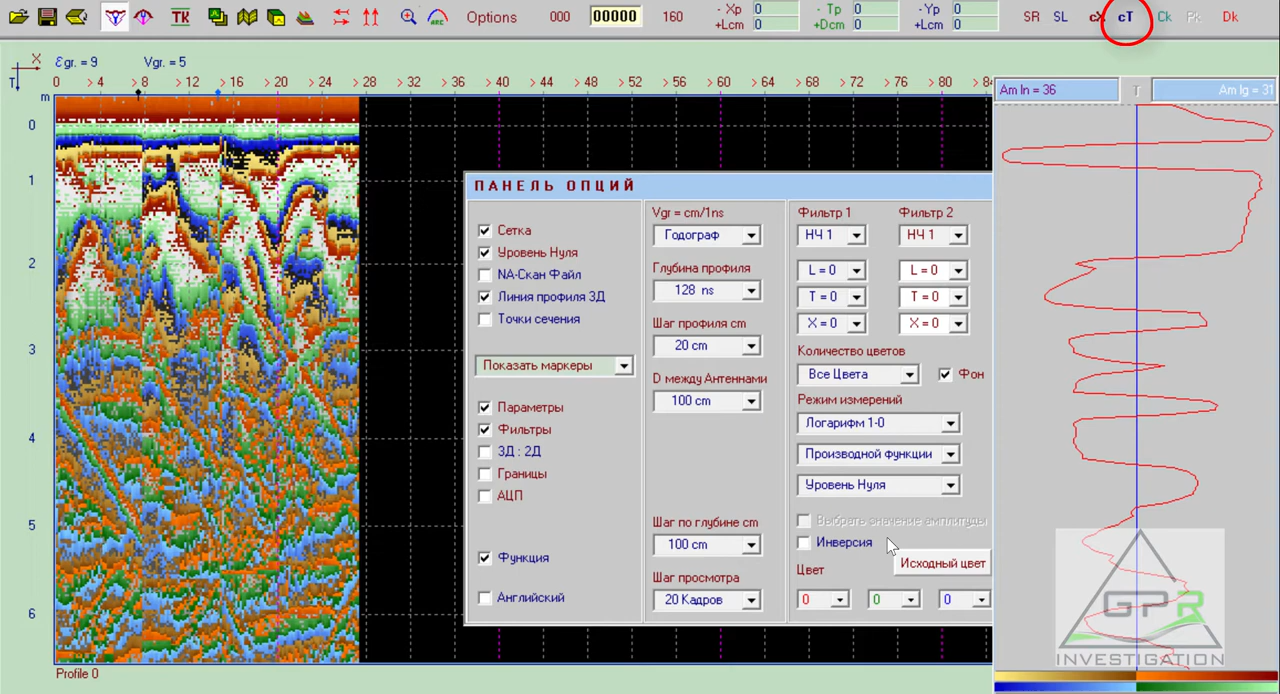 TK
ARC
Options
000
00000
160
- Xp 0
+Lcm 0
- Tp 0
+Dcm 0
- Yp 0
+Lcm 0
SR SL cX cT Ck Pk Dk
X
T
Ɛgr. = 9
Vgr. = 5
0 4 8 12 16 20 24 28 32 36 40 44 48 52 56 60 64 68 72 76 80 84
m
0
1
2
3
4
5
6
Profile 0
ПАНЕЛЬ ОПЦИЙ
Сетка
Уровень Нуля
NA-Скан Файл
Линия профиля 3Д
Точки сечения
Показать маркеры
Параметры
Фильтры
3Д : 2Д
Границы
АЦП
Функция
Английский
Vgr = cm/1ns
Годограф
Глубина профиля
128 ns
Шаг профиля cm
20 cm
D между Антеннами
100 cm
Шаг по глубине cm
100 cm
Шаг просмотра
20 Кадров
Фильтр 1
Фильтр 2
НЧ 1
НЧ 1
L = 0
L = 0
T = 0
T = 0
X = 0
X = 0
Количество цветов
Все Цвета
Фон
Режим измерений
Логарифм 1-0
Производной функции
Уровень Нуля
Выбрать значение амплитуды
Инверсия
Исходный цвет
Цвет
0
0
0
Am In = 36
T
Am Ig = 31
GPR
INVESTIGATION